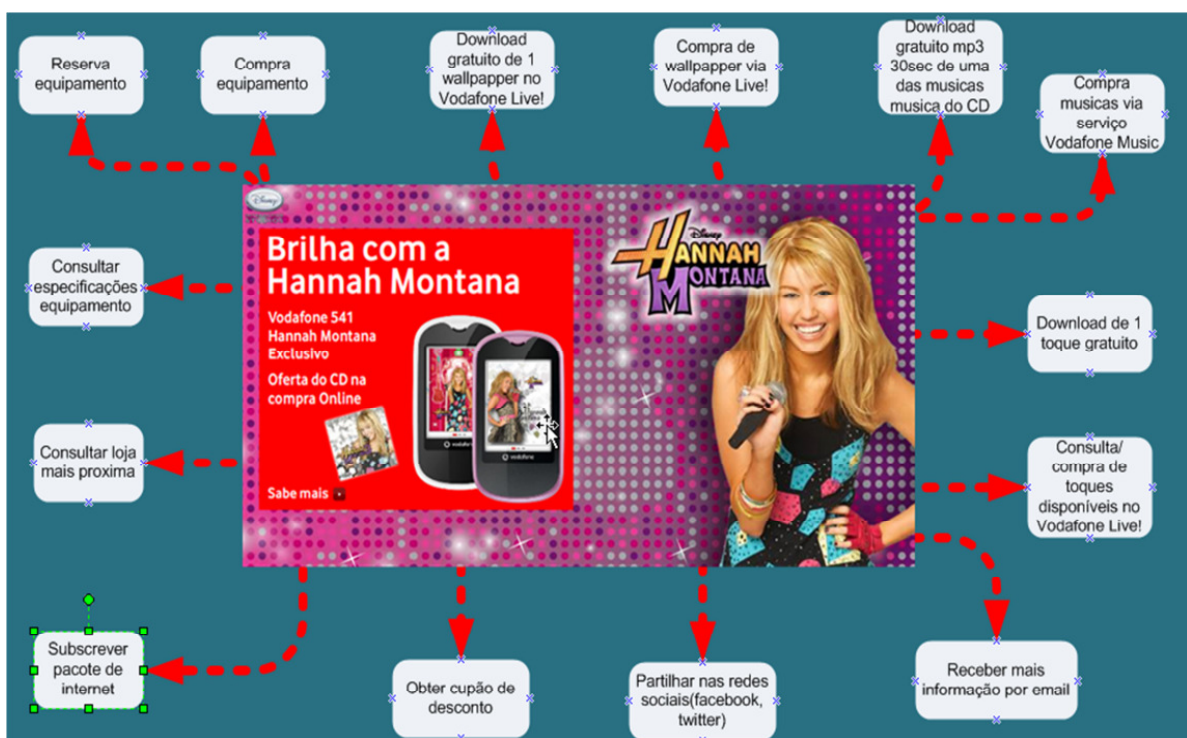 Reserva
equipamento
Compra
equipamento
Download
gratuito de 1
wallpapper no
Vodafone Live!
Compra de
wallpapper via
Vodafone Live!
Download
gratuito mp3
30sec de uma
das musicas
musica do CD
Compra
musicas via
serviço
Vodafone Music
Consultar
especificações
equipamento
Consultar loja
mais proxima
Disney
Brilha com a
Hannah Montana
Vodafone 541
Hannah Montana
Exclusivo
Oferta do CD na
compra Online
Sabe mais
vodafone
vodafone
Disney
HANNAH
MONTANA
Download de 1
toque gratuito
Consulta/
compra de
toques
disponíveis no
Vodafone Live!
Subscrever
pacote de
internet
Obter cupão de
desconto
Partilhar nas redes
sociais(facebook,
twitter)
Receber mais
informação por email